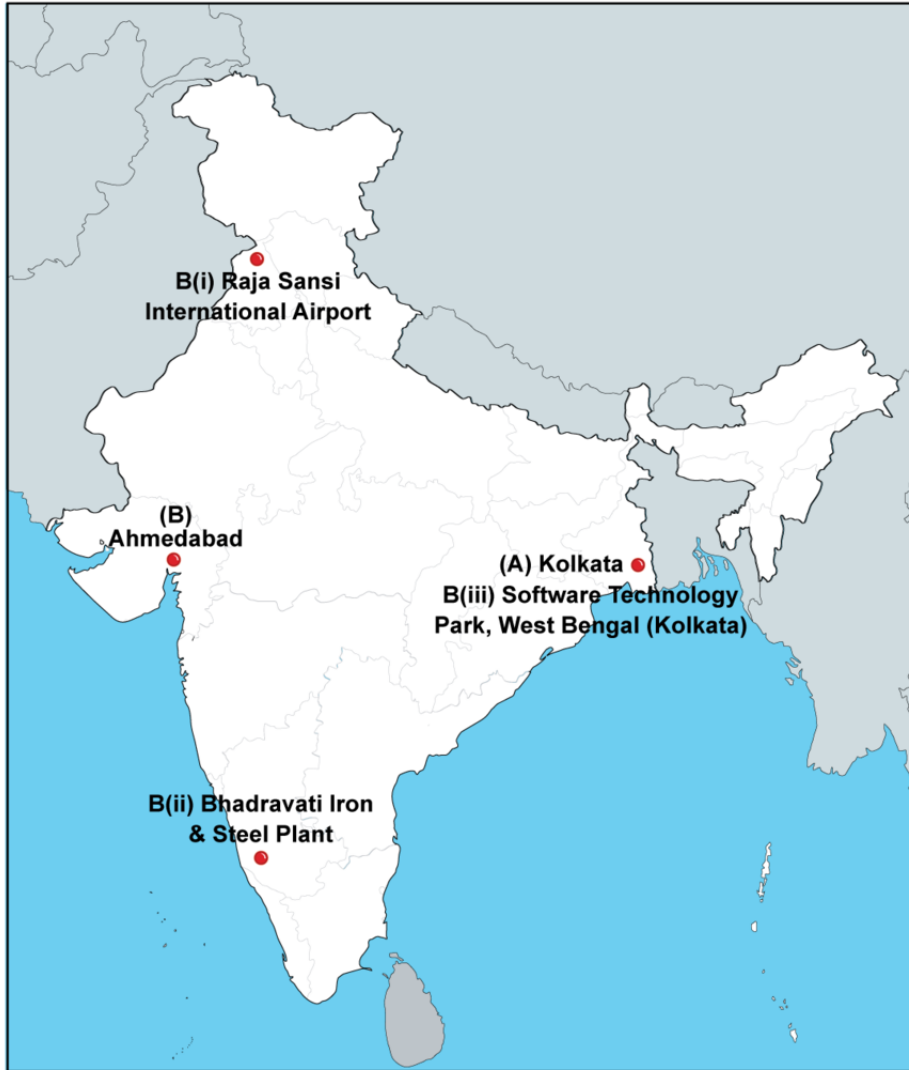 B(i) Raja Sansi
International Airport
(B)
Ahmedabad
(A) Kolkata
B(iii) Software Technology
Park, West Bengal (Kolkata)
B(ii) Bhadravati Iron
& Steel Plant